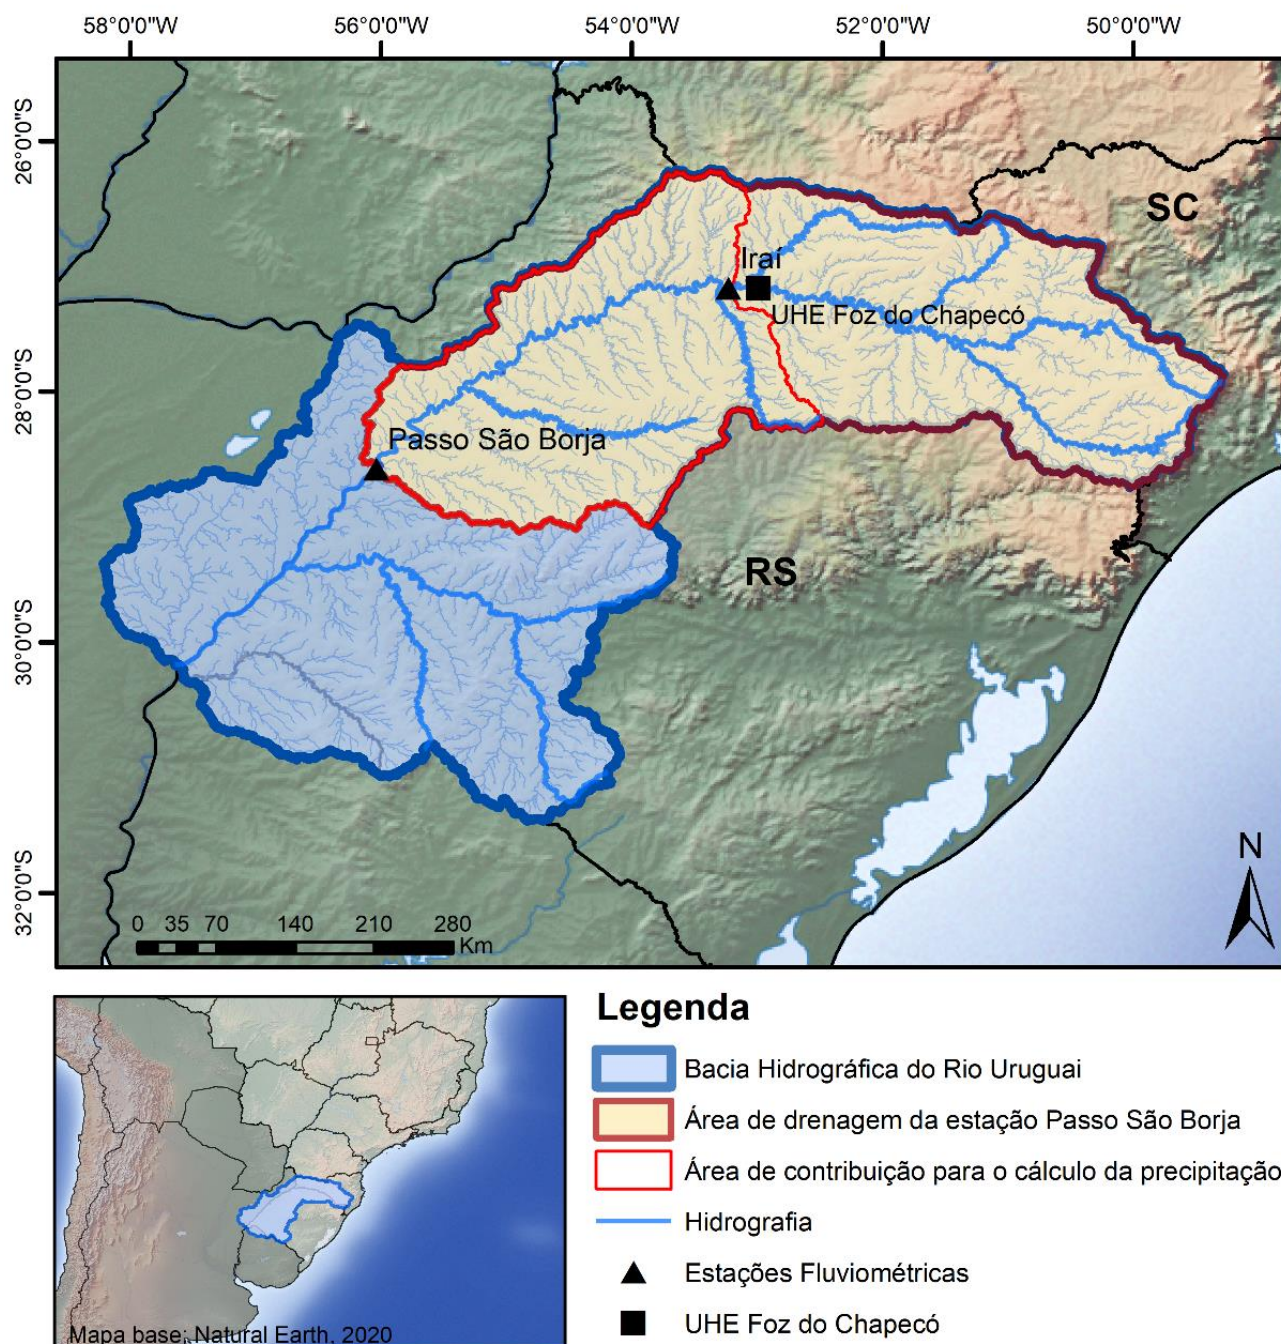 58°0'0"W 56°0'0"W 54°0'0"W 52°0'0"W 50°0'0"W
26°0'0"S
28°0'0"S
30°0'0"S
32°0'0"S
SC
Iraí
UHE Foz do Chapecó
Passo São Borja
RS
N
0 35 70 140 210 280
Km
Legenda
Bacia Hidrográfica do Rio Uruguai
Área de drenagem da estação Passo São Borja
Área de contribuição para o cálculo da precipitação
Hidrografia
Estações Fluviométricas
UHE Foz do Chapecó
Mapa base: Natural Earth, 2020